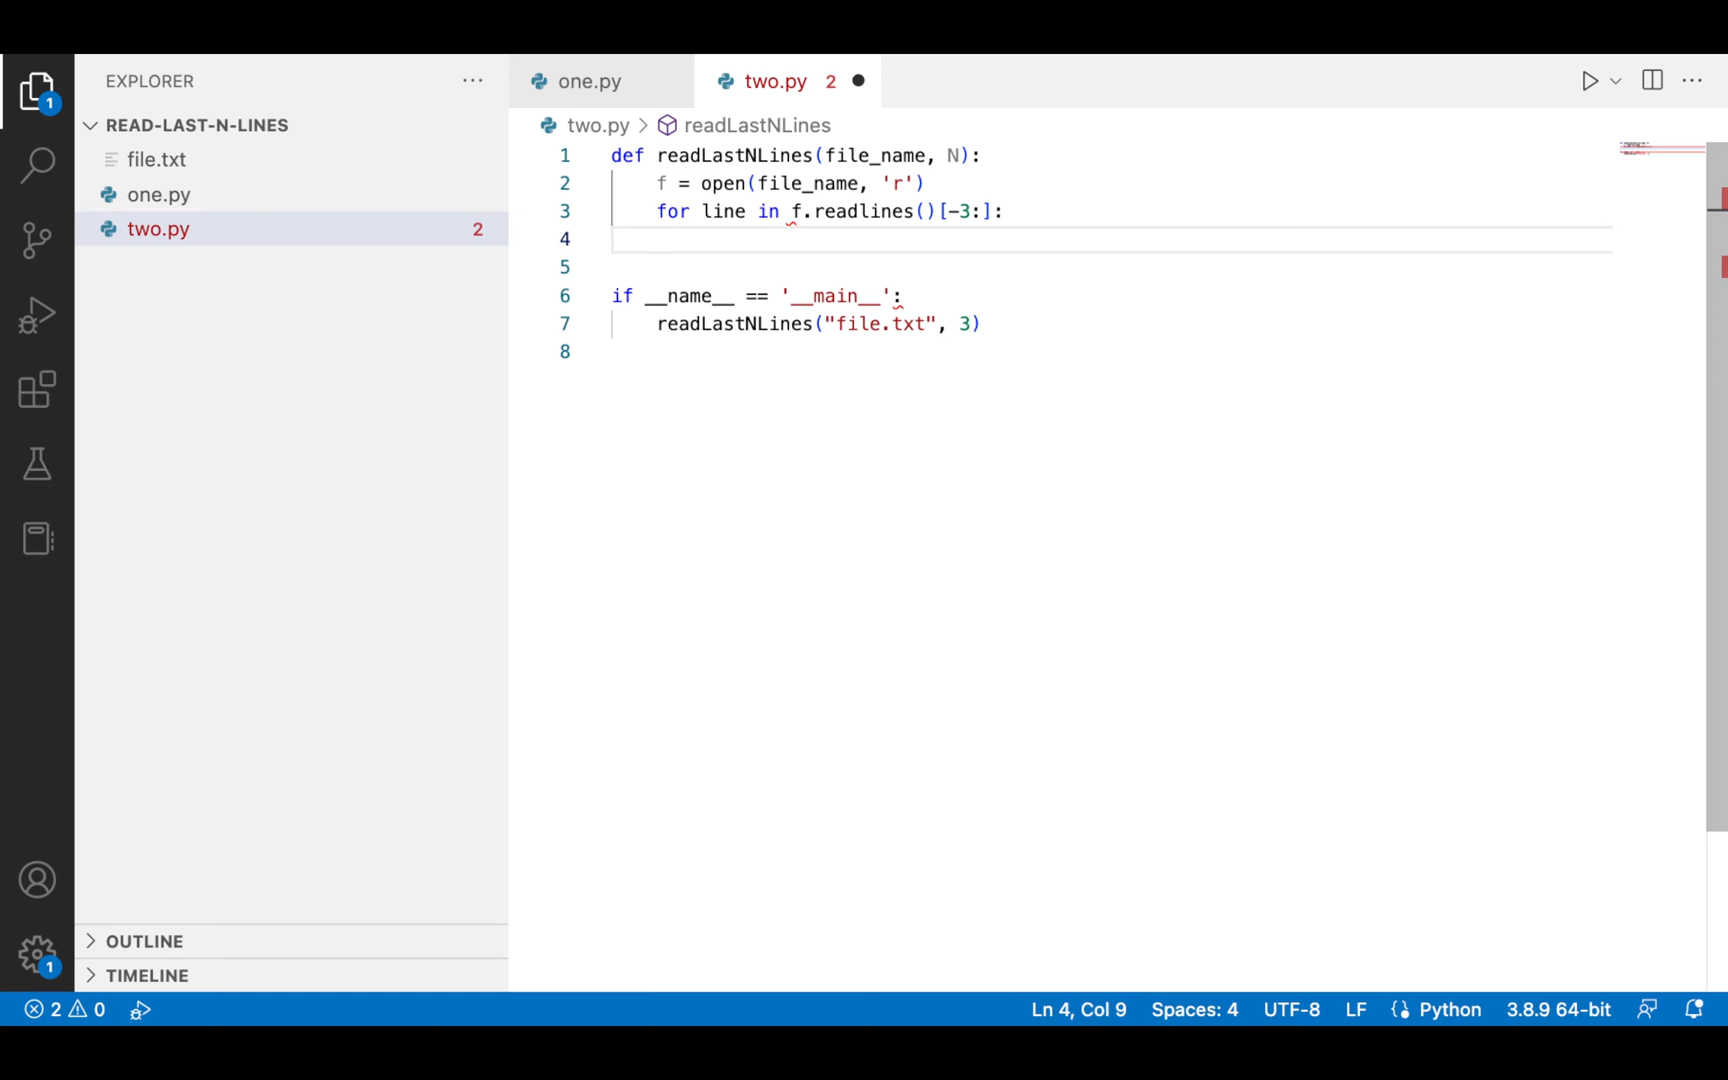 EXPLORER
READ-LAST-N-LINES
file.txt
one.py
two.py 2
one.py
two.py 2
two.py > readLastNLines
1 def readLastNLines(file_name, N):
2     f = open(file_name, 'r')
3     for line in f.readlines()[-3:]:
4
5
6 if __name__ == '__main__':
7     readLastNLines("file.txt", 3)
8
1
OUTLINE
TIMELINE
1
2 0
Ln 4, Col 9 Spaces: 4 UTF-8 LF Python 3.8.9 64-bit